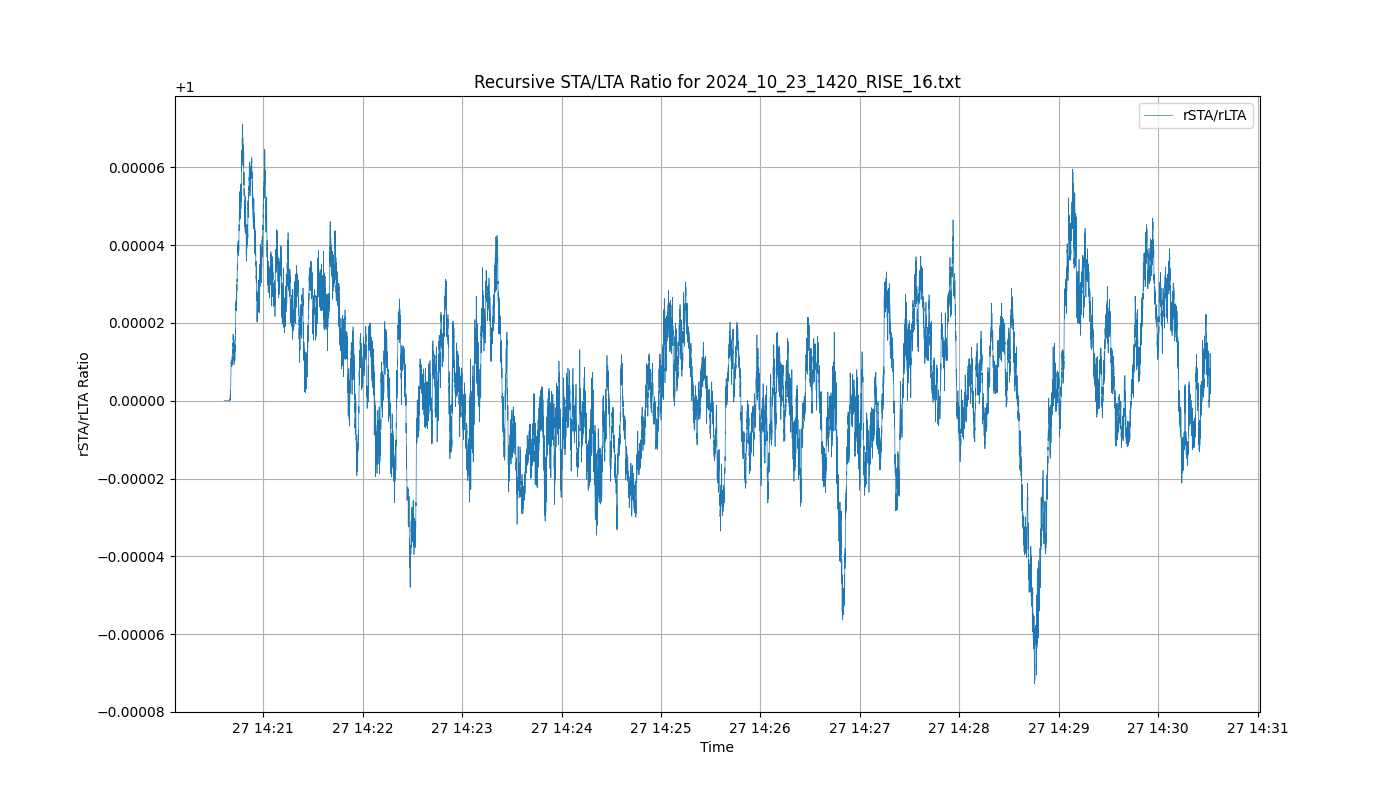 Recursive STA/LTA Ratio for 2024_10_23_1420_RISE_16.txt
+1
rSTA/rLTA
0.00006
0.00004
0.00002
0.00000
−0.00002
−0.00004
−0.00006
−0.00008
rSTA/rLTA Ratio
27 14:21 27 14:22 27 14:23 27 14:24 27 14:25 27 14:26 27 14:27 27 14:28 27 14:29 27 14:30 27 14:31
Time